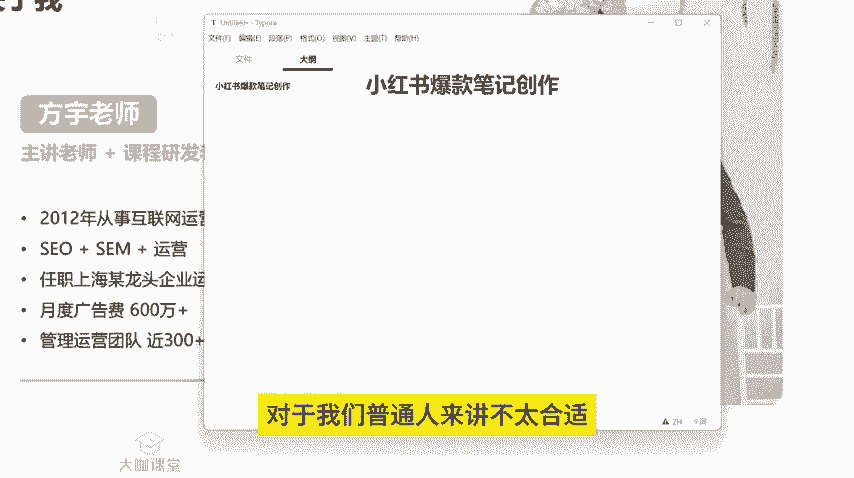 T Untitled - Typora
文件(F) 编辑(E) 段落(P) 格式(O) 视图(V) 主题(T) 帮助(H)
文件 大纲
小红书爆款笔记创作
小红书爆款笔记创作
方宇老师
主讲老师 + 课程研发
• 2012年从事互联网运营
• SEO + SEM + 运营
• 任职上海某龙头企业运
• 月度广告费 600万+
• 管理运营团队 近300+
对于我们普通人来讲不太合适
ZH 9 词
大咖课堂